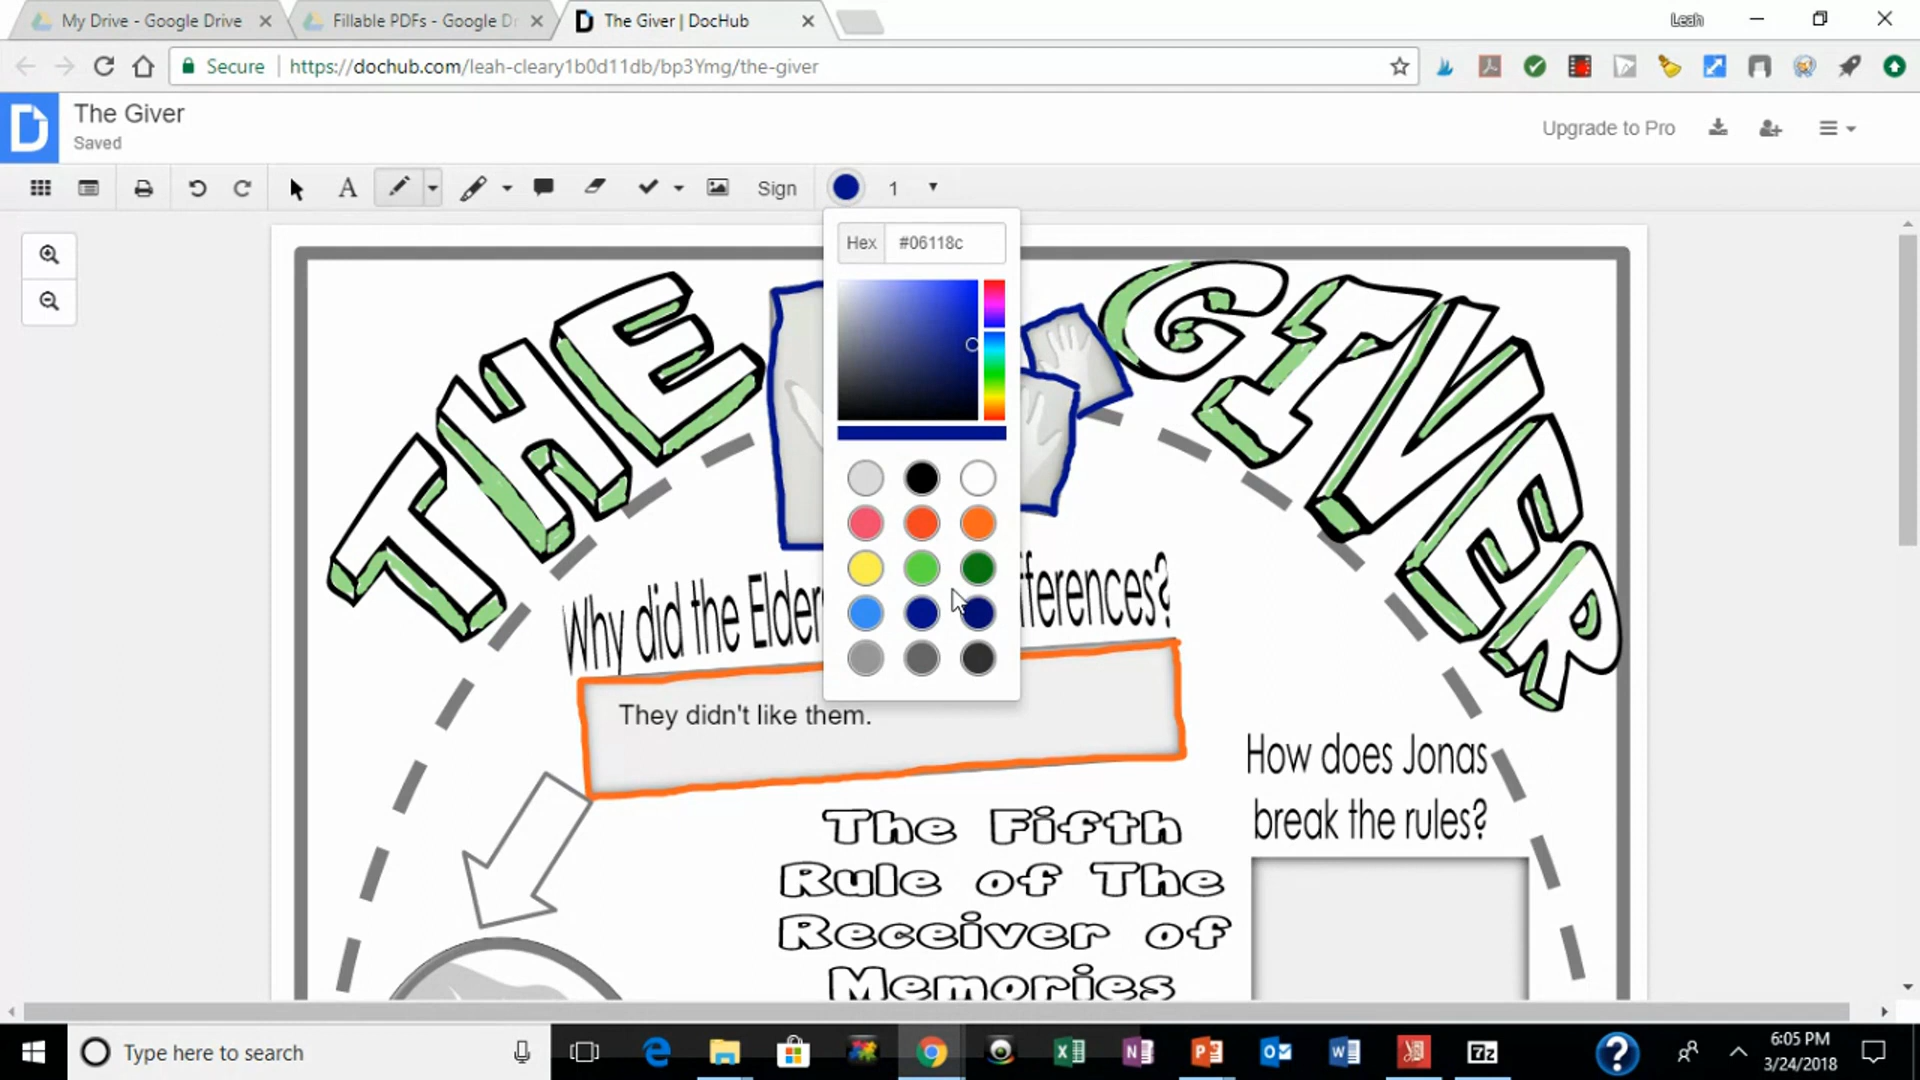 My Drive - Google Drive
Fillable PDFs - Google Dr
The Giver | DocHub
Leah
Secure
https://dochub.com/leah-cleary1b0d11db/bp3Ymg/the-giver
The Giver
Saved
Upgrade to Pro
A
Sign
1
Hex
#06118c
THE GIVER
Why did the Elder
fferences?
They didn't like them.
How does Jonas
break the rules?
The Fifth
Rule of The
Receiver of
Memories
Type here to search
6:05 PM
3/24/2018